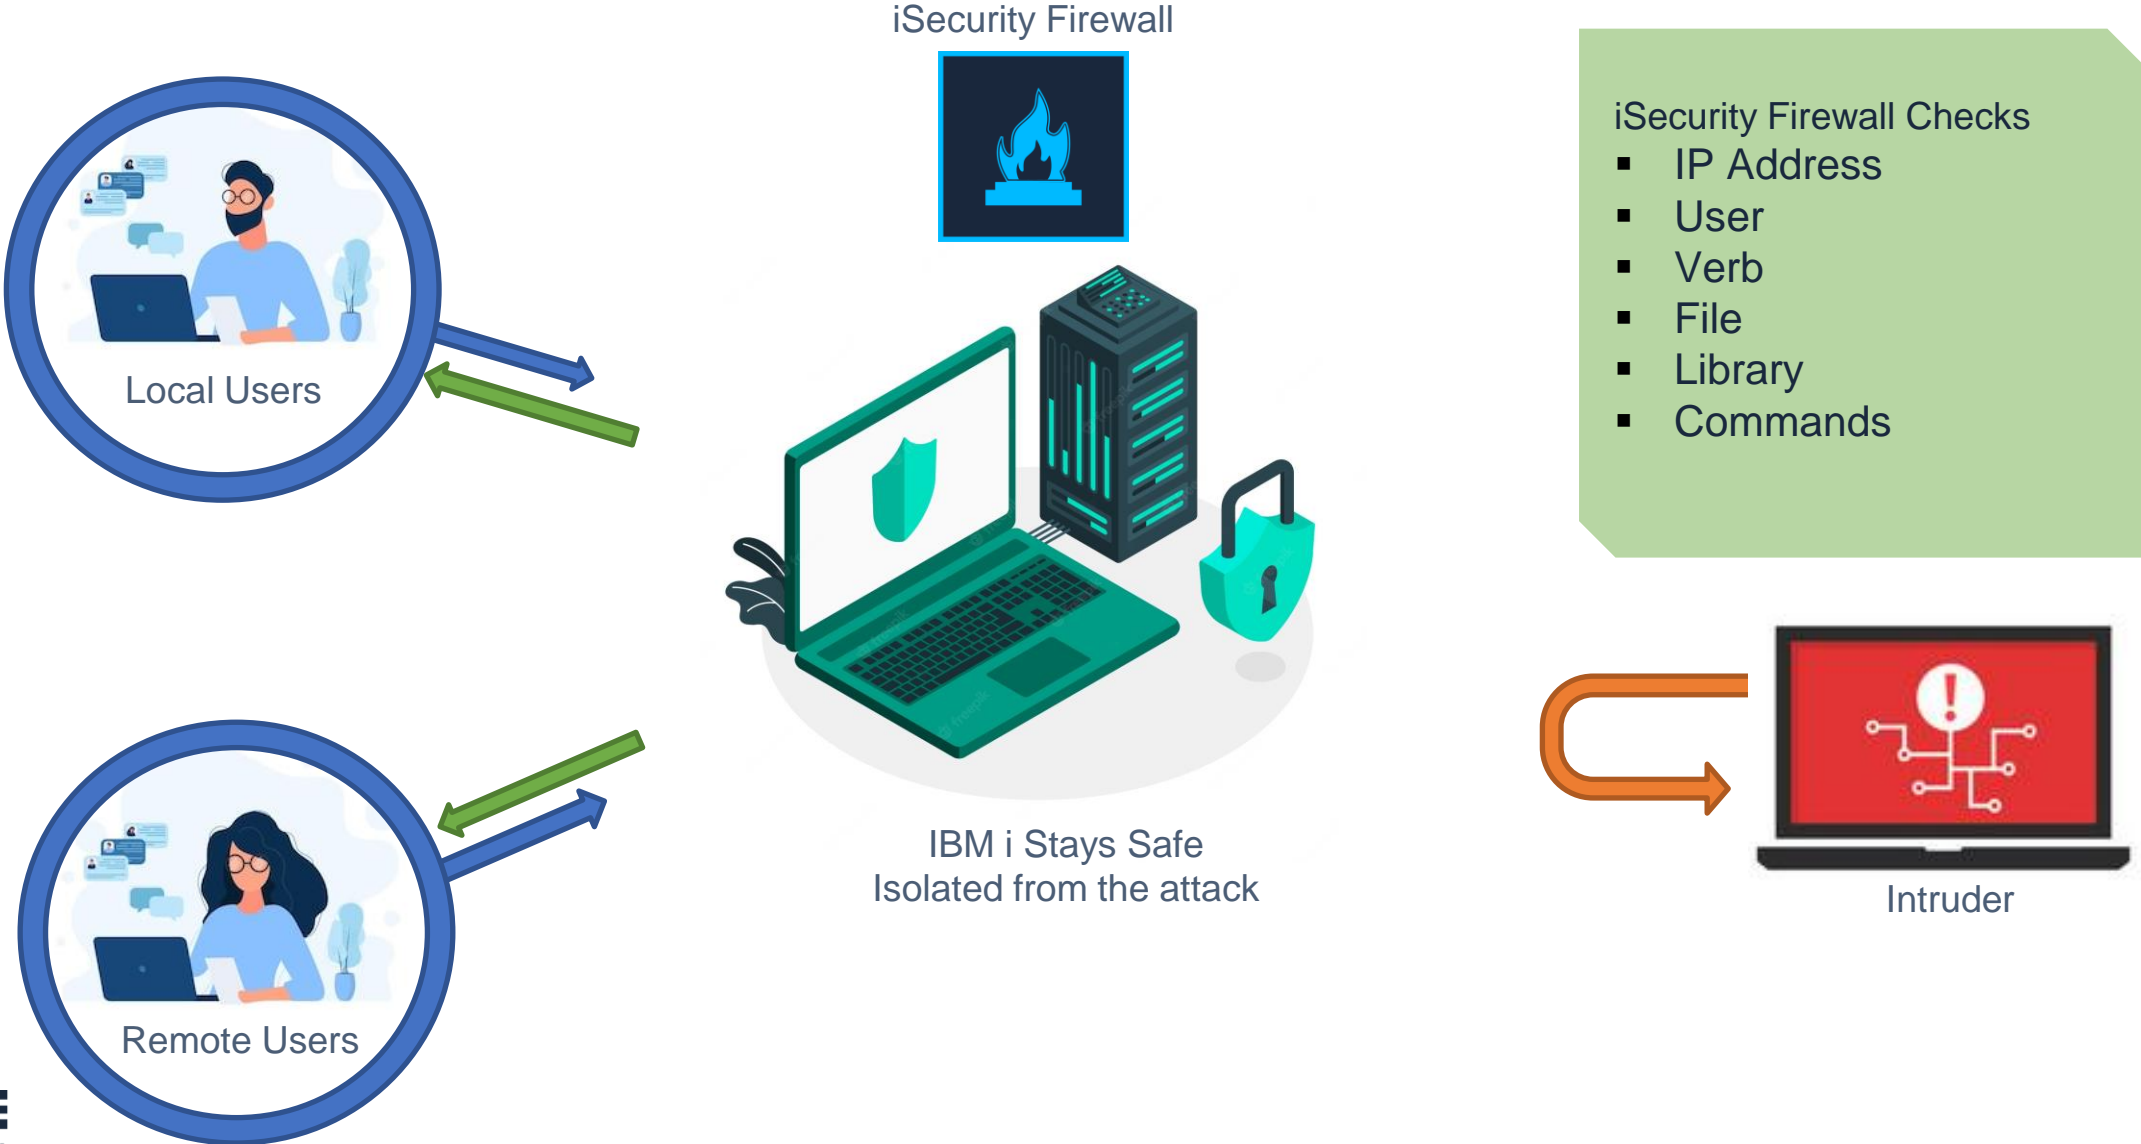 iSecurity Firewall
Local Users
iSecurity Firewall Checks
▪ IP Address
▪ User
▪ Verb
▪ File
▪ Library
▪ Commands
IBM i Stays Safe
Isolated from the attack
Intruder
Remote Users